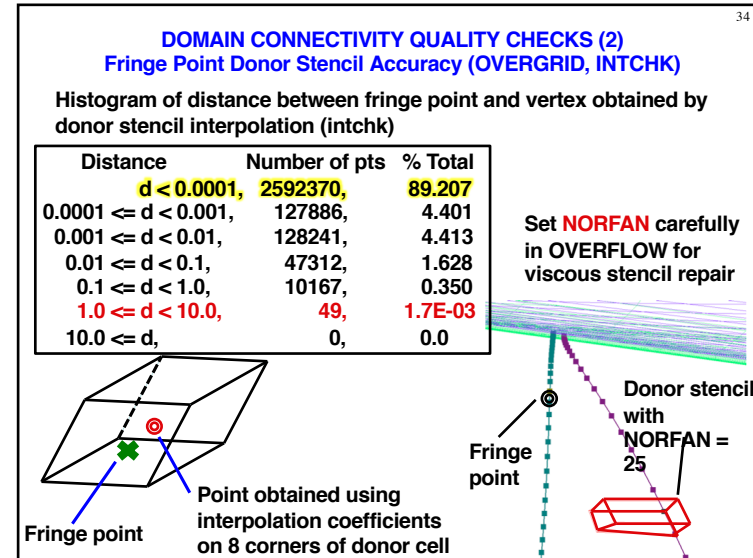 34
DOMAIN CONNECTIVITY QUALITY CHECKS (2)
Fringe Point Donor Stencil Accuracy (OVERGRID, INTCHK)
Histogram of distance between fringe point and vertex obtained by
donor stencil interpolation (intchk)
Distance Number of pts % Total
d < 0.0001, 2592370, 89.207
0.0001 <= d < 0.001, 127886, 4.401
0.001 <= d < 0.01, 128241, 4.413
0.01 <= d < 0.1, 47312, 1.628
0.1 <= d < 1.0, 10167, 0.350
1.0 <= d < 10.0, 49, 1.7E-03
10.0 <= d, 0, 0.0
Set NORFAN carefully
in OVERFLOW for
viscous stencil repair
Fringe point
Point obtained using
interpolation coefficients
on 8 corners of donor cell
Fringe
point
Donor stencil
with
NORFAN =
25